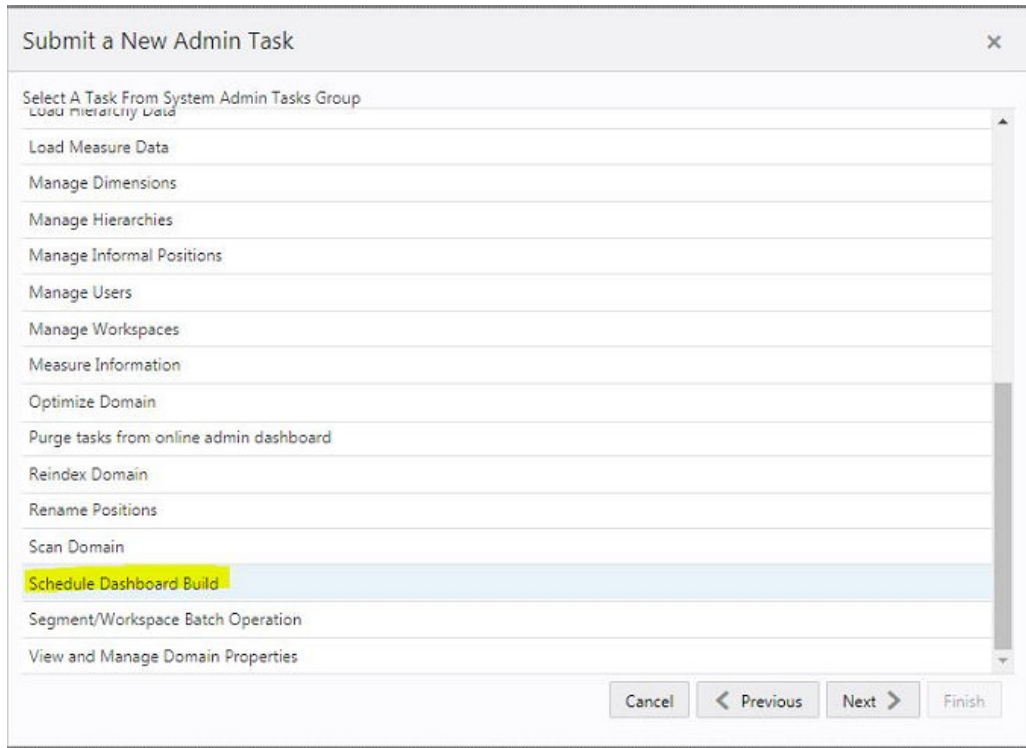 Submit a New Admin Task
Select A Task From System Admin Tasks Group
Load Hierarchy Data
Load Measure Data
Manage Dimensions
Manage Hierarchies
Manage Informal Positions
Manage Users
Manage Workspaces
Measure Information
Optimize Domain
Purge tasks from online admin dashboard
Reindex Domain
Rename Positions
Scan Domain
Schedule Dashboard Build
Segment/Workspace Batch Operation
View and Manage Domain Properties
Cancel Previous Next Finish